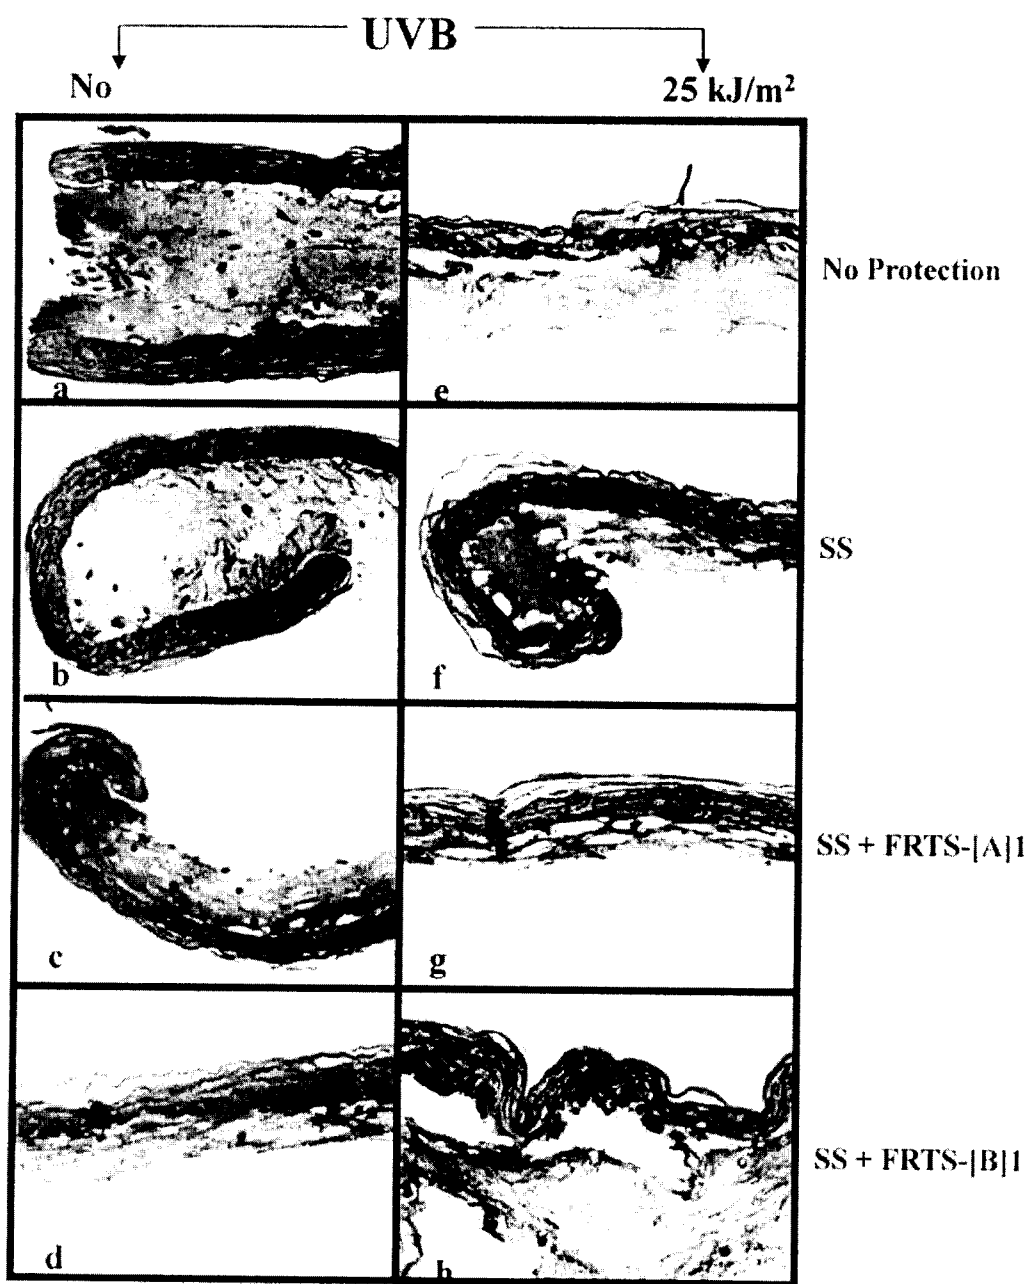 UVB
No 25 kJ/m²
a
e
No Protection
b
f
SS
c
g
SS + FRTS-[A]1
d
h
SS + FRTS-[B]1